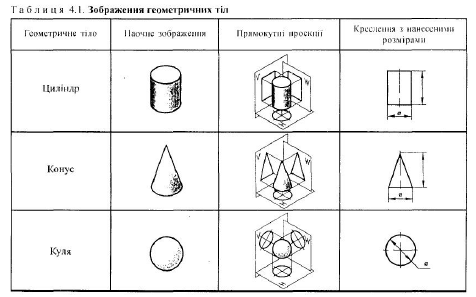 Таблиця 4.1. Зображення геометричних тіл
Геометричне тіло
Наочне зображення
Прямокутні проекції
Креслення з нанесеними
розмірами
Циліндр
V
W
ø
Конус
V
W
ø
Куля
V
W
ø